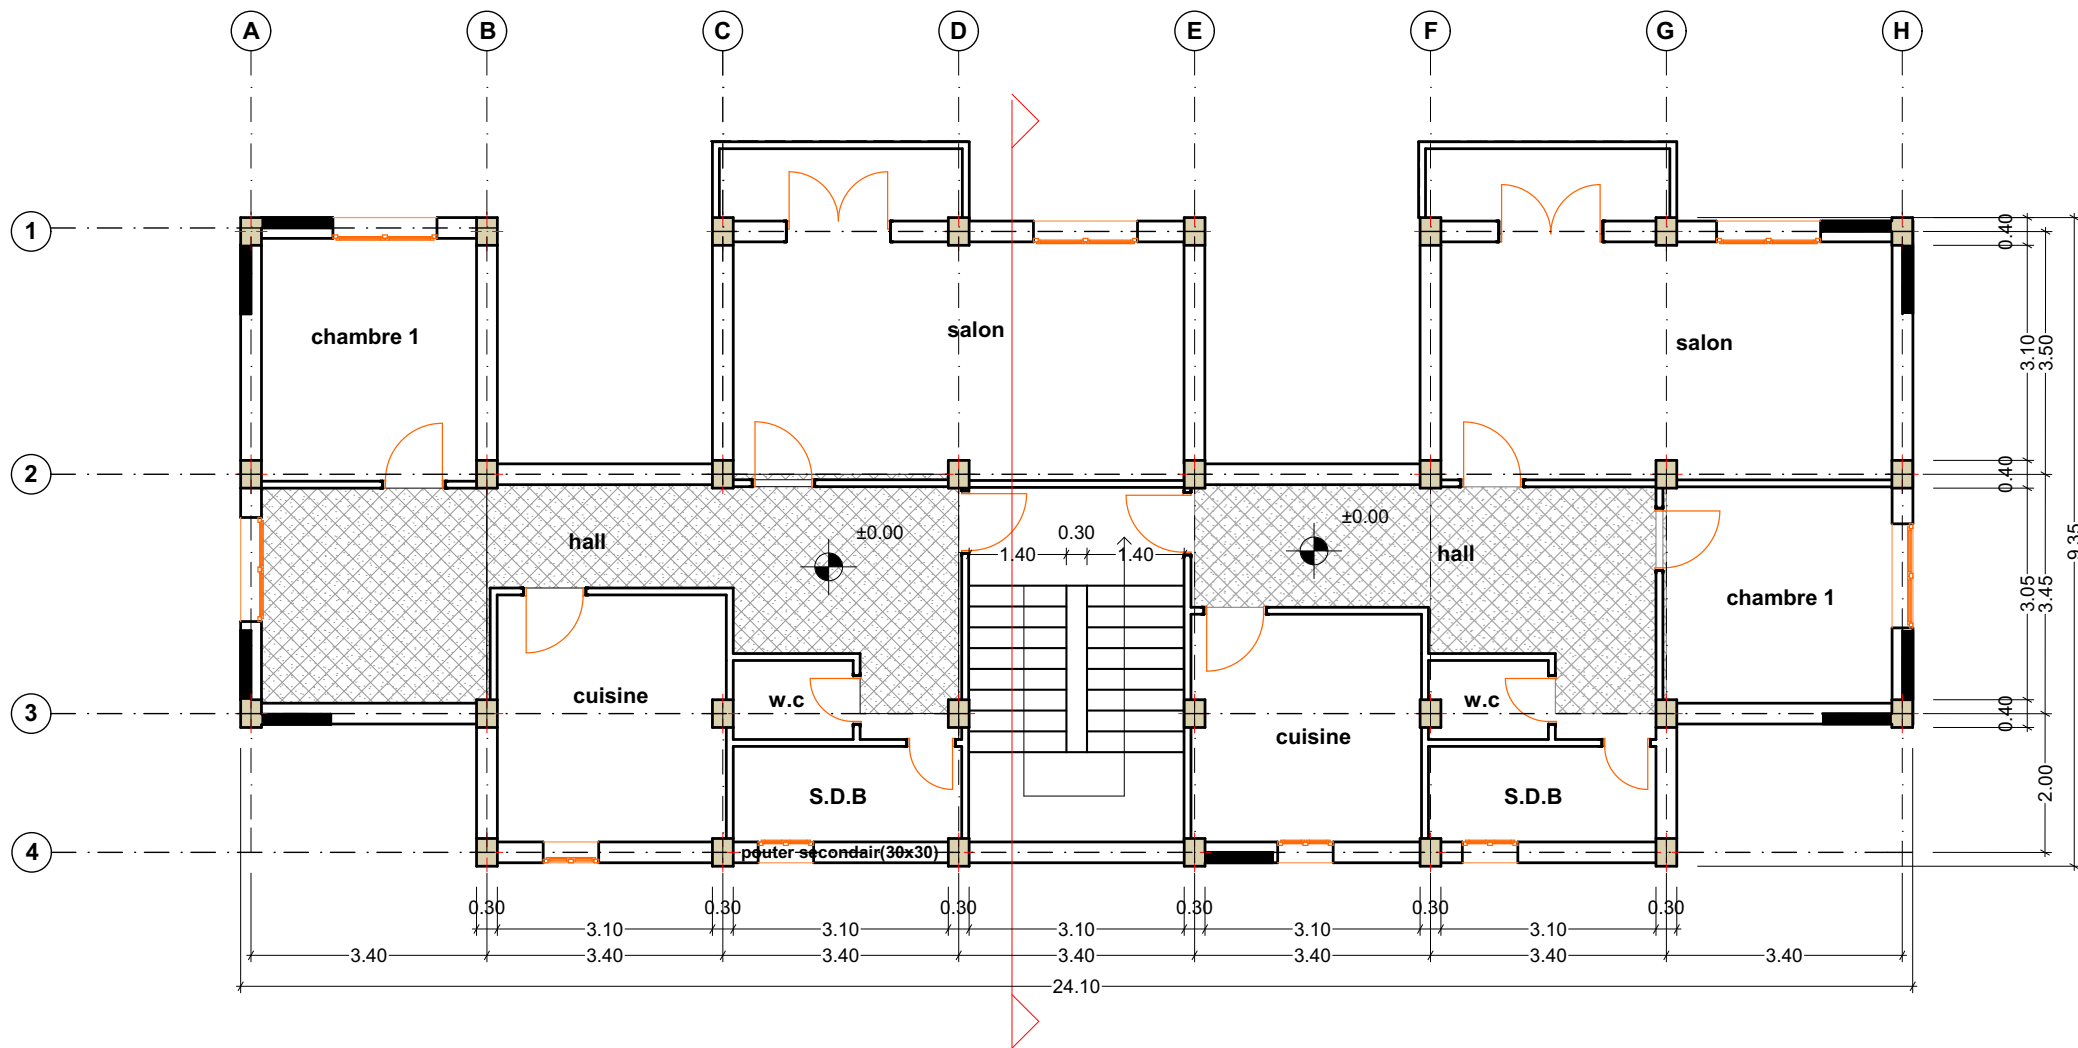 A B C D E F G H
1
0.40
salon
chambre 1
salon
3.10
3.50
2
0.40
±0.00
±0.00
0.30
hall
hall
1.40
1.40
9.35
3.05
3.45
chambre 1
cuisine
w.c
w.c
3
0.40
cuisine
2.00
S.D.B
S.D.B
4
pouter secondair(30x30)
0.30 0.30 0.30 0.30 0.30 0.30
3.10 3.10 3.10 3.10 3.10
3.40 3.40 3.40 3.40 3.40 3.40 3.40
24.10